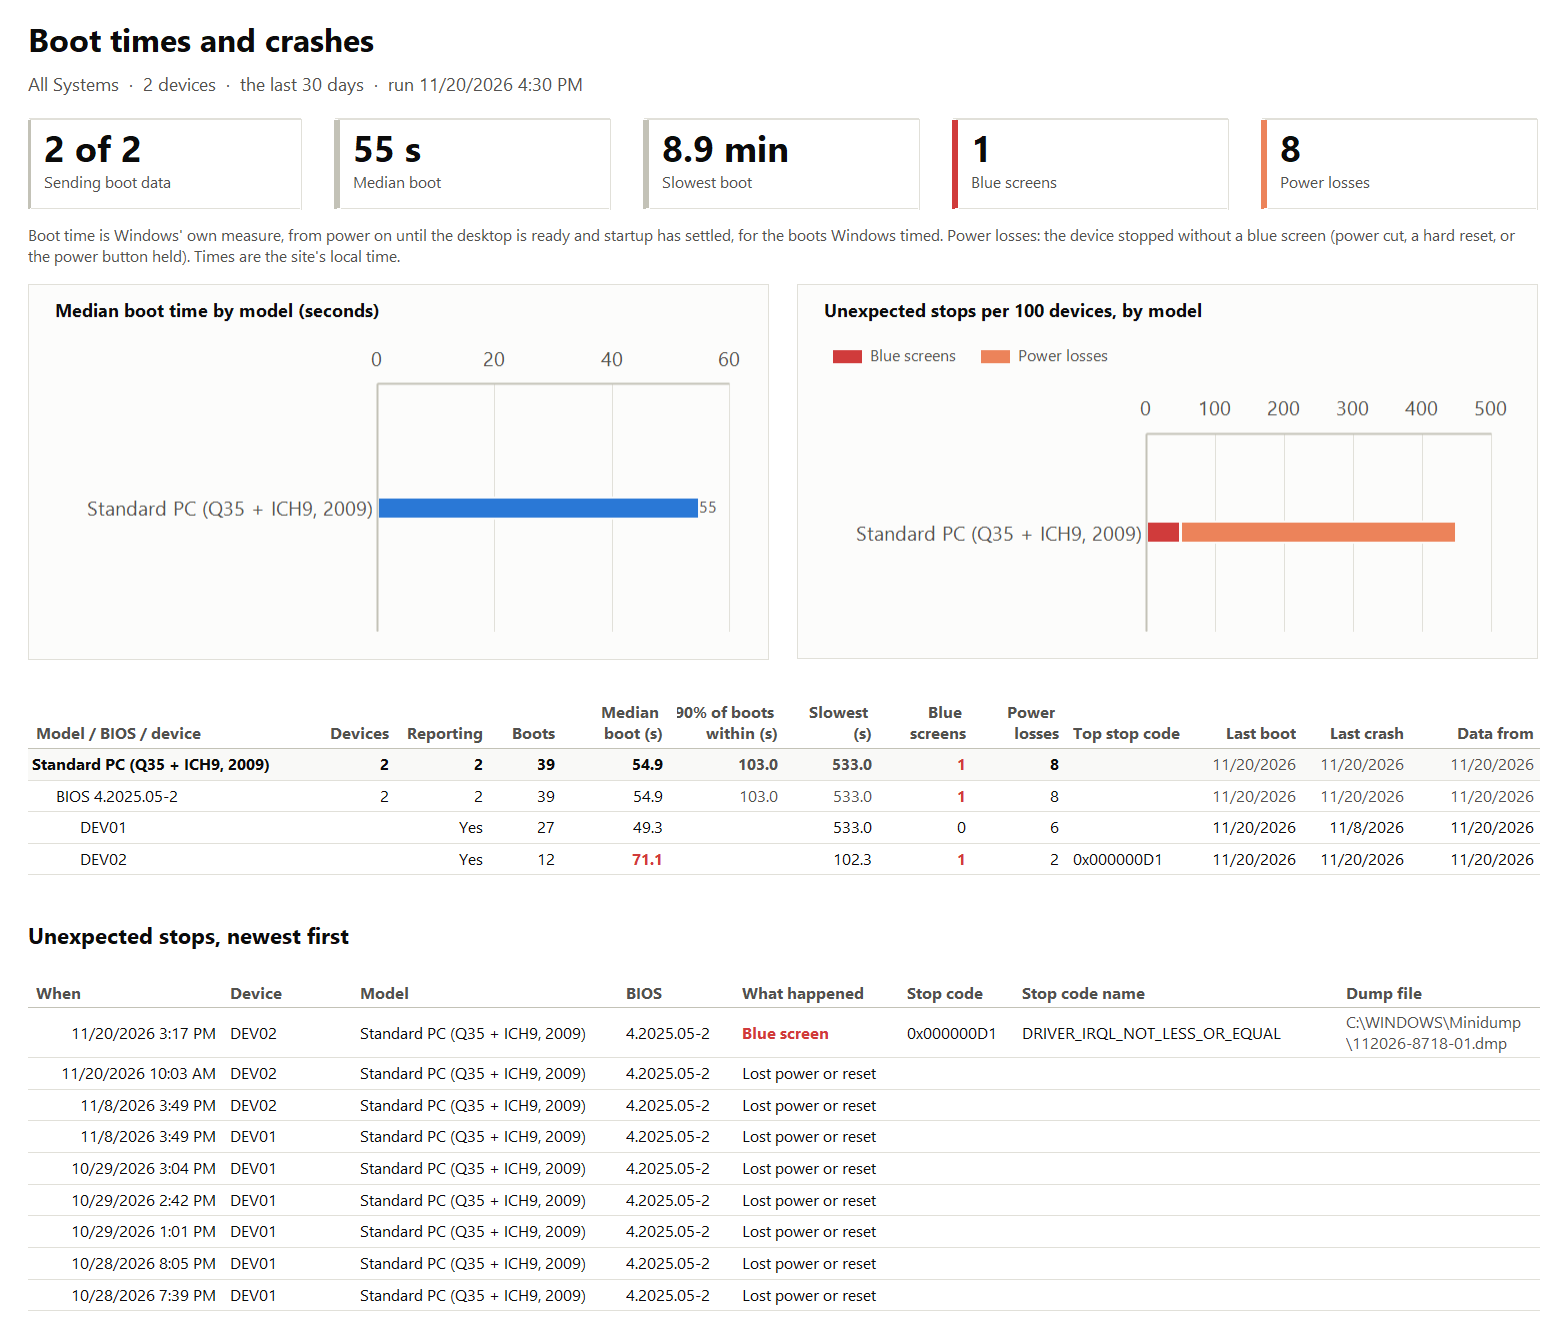 Boot times and crashes
All Systems · 2 devices · the last 30 days · run 11/20/2026 4:30 PM
2 of 2
Sending boot data
55 s
Median boot
8.9 min
Slowest boot
1
Blue screens
8
Power losses
Boot time is Windows' own measure, from power on until the desktop is ready and startup has settled, for the boots Windows timed. Power losses: the device stopped without a blue screen (power cut, a hard reset, or
the power button held). Times are the site's local time.
Median boot time by model (seconds)
0 20 40 60
Standard PC (Q35 + ICH9, 2009) 55
Unexpected stops per 100 devices, by model
Blue screens Power losses
0 100 200 300 400 500
Standard PC (Q35 + ICH9, 2009)
Model / BIOS / device Devices Reporting Boots Median boot (s) 90% of boots within (s) Slowest (s) Blue screens Power losses Top stop code Last boot Last crash Data from
Standard PC (Q35 + ICH9, 2009) 2 2 39 54.9 103.0 533.0 1 8 11/20/2026 11/20/2026 11/20/2026
BIOS 4.2025.05-2 2 2 39 54.9 103.0 533.0 1 8 11/20/2026 11/20/2026 11/20/2026
DEV01 Yes 27 49.3 533.0 0 6 11/20/2026 11/8/2026 11/20/2026
DEV02 Yes 12 71.1 102.3 1 2 0x000000D1 11/20/2026 11/20/2026 11/20/2026
Unexpected stops, newest first
When Device Model BIOS What happened Stop code Stop code name Dump file
11/20/2026 3:17 PM DEV02 Standard PC (Q35 + ICH9, 2009) 4.2025.05-2 Blue screen 0x000000D1 DRIVER_IRQL_NOT_LESS_OR_EQUAL C:\WINDOWS\Minidump
\112026-8718-01.dmp
11/20/2026 10:03 AM DEV02 Standard PC (Q35 + ICH9, 2009) 4.2025.05-2 Lost power or reset
11/8/2026 3:49 PM DEV02 Standard PC (Q35 + ICH9, 2009) 4.2025.05-2 Lost power or reset
11/8/2026 3:49 PM DEV01 Standard PC (Q35 + ICH9, 2009) 4.2025.05-2 Lost power or reset
10/29/2026 3:04 PM DEV01 Standard PC (Q35 + ICH9, 2009) 4.2025.05-2 Lost power or reset
10/29/2026 2:42 PM DEV01 Standard PC (Q35 + ICH9, 2009) 4.2025.05-2 Lost power or reset
10/29/2026 1:01 PM DEV01 Standard PC (Q35 + ICH9, 2009) 4.2025.05-2 Lost power or reset
10/28/2026 8:05 PM DEV01 Standard PC (Q35 + ICH9, 2009) 4.2025.05-2 Lost power or reset
10/28/2026 7:39 PM DEV01 Standard PC (Q35 + ICH9, 2009) 4.2025.05-2 Lost power or reset